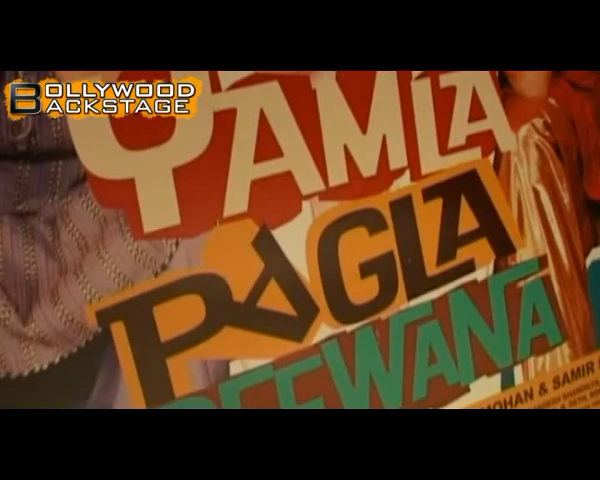 BOLLYWOOD
BACKSTAGE
YAMLA
PAGLA
DEEWANA
MOHAN & SAMIR